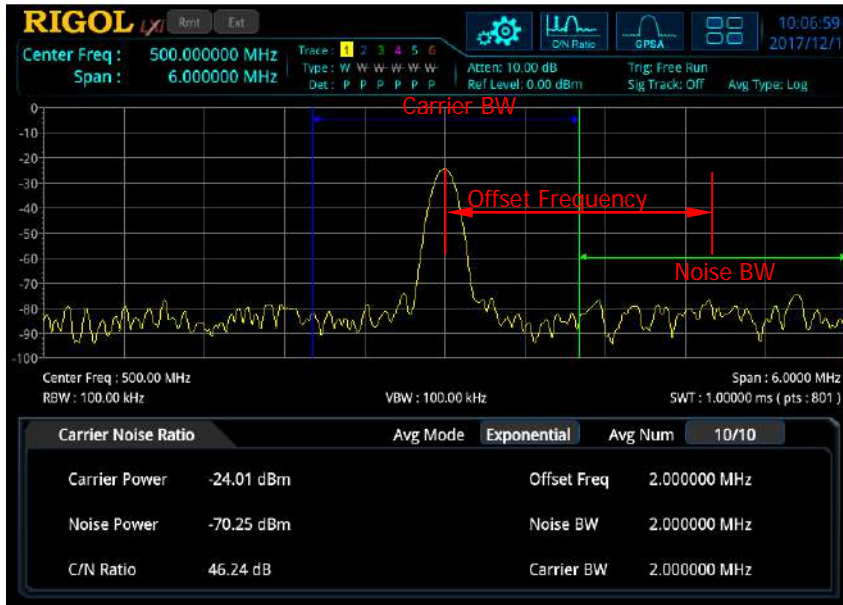 RIGOL LXI Rmt Ext
C/N Ratio GPSA
10:06:59
2017/12/1
Center Freq : 500.000000 MHz
Span : 6.000000 MHz
Trace : 1 2 3 4 5 6
Type : W W W W W W
Det : P P P P P P
Atten: 10.00 dB
Ref Level: 0.00 dBm
Trig: Free Run
Sig Track: Off
Avg Type: Log
Carrier BW
Offset Frequency
Noise BW
0
-10
-20
-30
-40
-50
-60
-70
-80
-90
-100
Center Freq : 500.00 MHz
Span : 6.0000 MHz
RBW : 100.00 kHz
VBW : 100.00 kHz
SWT : 1.00000 ms ( pts : 801 )
Carrier Noise Ratio
Avg Mode Exponential Avg Num 10/10
Carrier Power -24.01 dBm
Offset Freq 2.000000 MHz
Noise Power -70.25 dBm
Noise BW 2.000000 MHz
C/N Ratio 46.24 dB
Carrier BW 2.000000 MHz